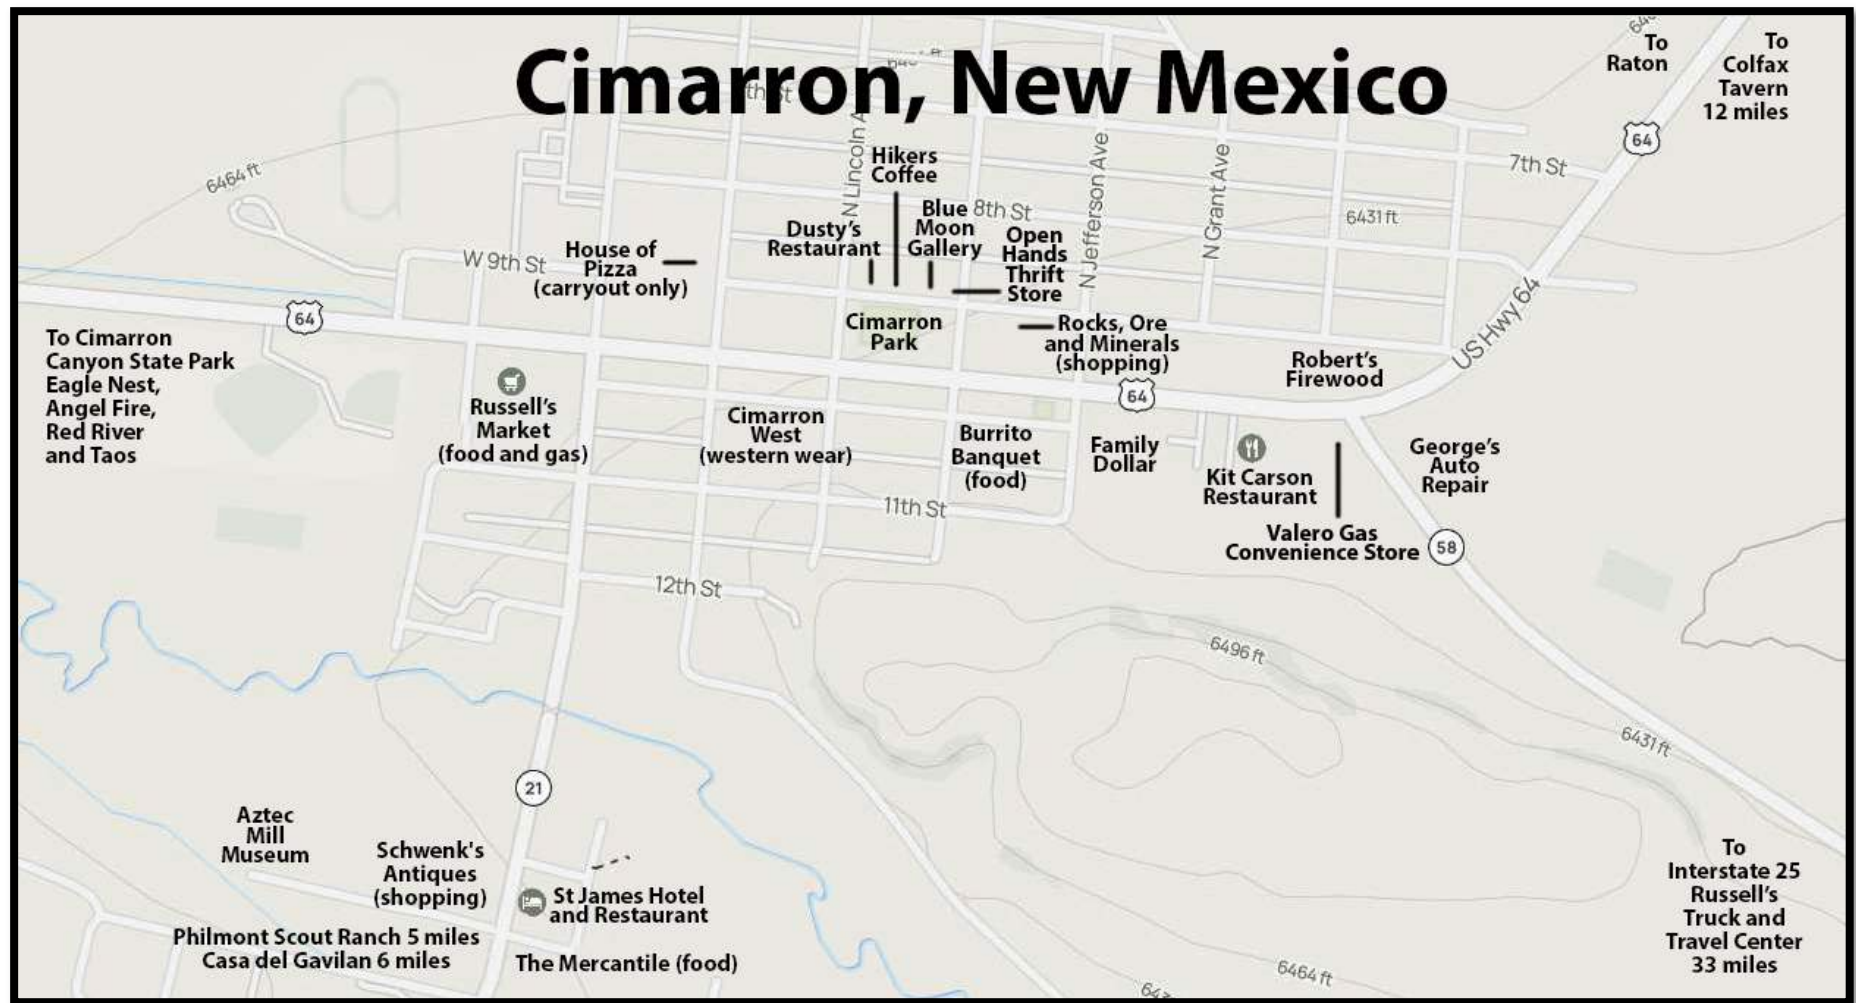 Cimarron, New Mexico
To
Raton
To
Colfax
Tavern
12 miles
64
7th St
N Lincoln A
Hikers
Coffee
N Jefferson Ave
N Grant Ave
6464 ft
8th St
6431 ft
Blue
Moon
Gallery
Dusty's
Restaurant
Open
Hands
Thrift
Store
W 9th St
House of
Pizza
(carryout only)
64
Cimarron
Park
Rocks, Ore
and Minerals
(shopping)
US Hwy 64
To Cimarron
Canyon State Park
Eagle Nest,
Angel Fire,
Red River
and Taos
Robert's
Firewood
64
Russell's
Market
(food and gas)
Cimarron
West
(western wear)
Burrito
Banquet
(food)
Family
Dollar
Kit Carson
Restaurant
George's
Auto
Repair
11th St
Valero Gas
Convenience Store
58
12th St
6496 ft
6431 ft
21
Aztec
Mill
Museum
Schwenk's
Antiques
(shopping)
St James Hotel
and Restaurant
Philmont Scout Ranch 5 miles
Casa del Gavilan 6 miles
The Mercantile (food)
To
Interstate 25
Russell's
Truck and
Travel Center
33 miles
6464 ft